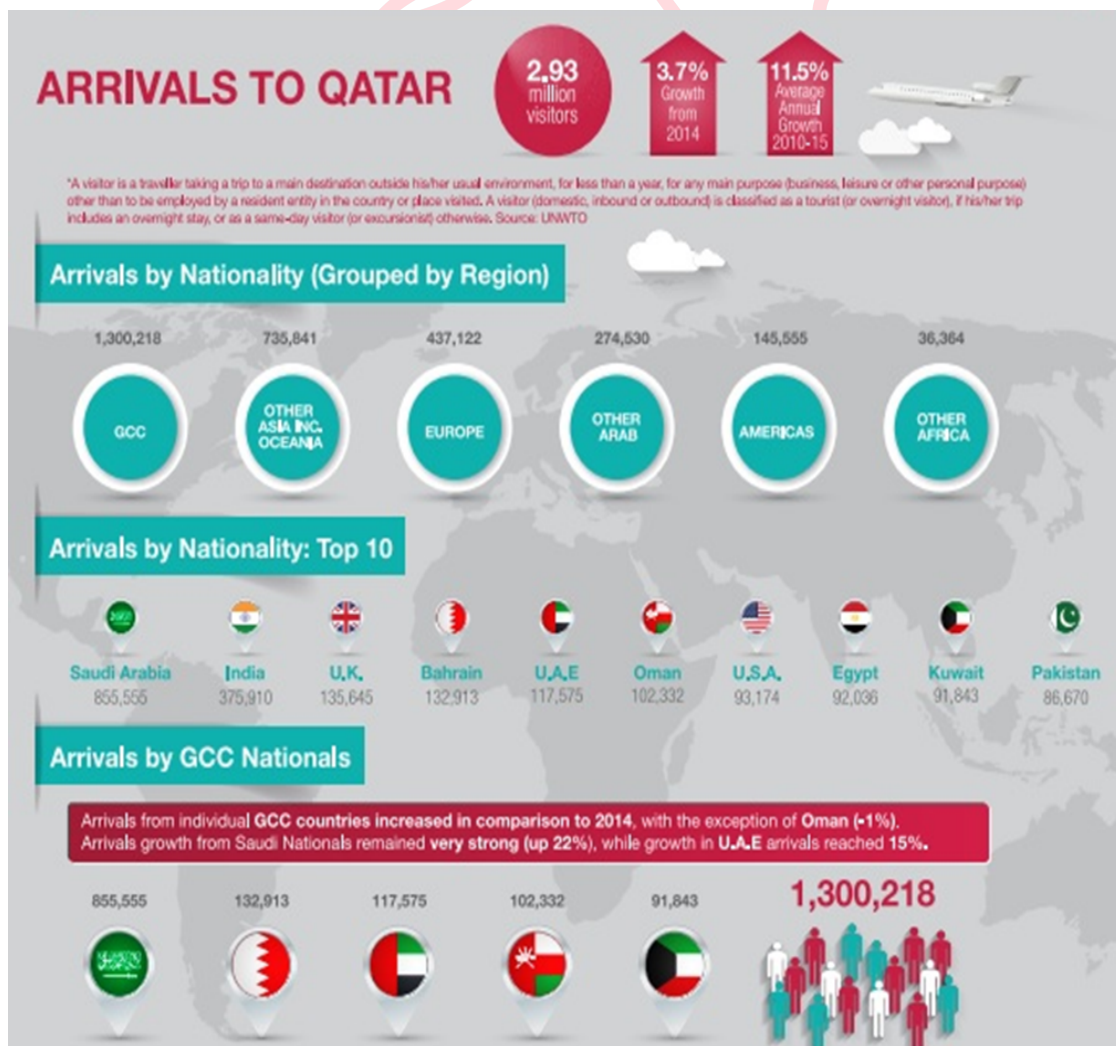 ARRIVALS TO QATAR
2.93
million
visitors
3.7%
Growth
from
2014
11.5%
Average
Annual
Growth
2010-15
*A visitor is a traveller taking a trip to a main destination outside his/her usual environment, for less than a year, for any main purpose (business, leisure or other personal purpose)
other than to be employed by a resident entity in the country or place visited. A visitor (domestic, inbound or outbound) is classified as a tourist (or overnight visitor), if his/her trip
includes an overnight stay, or as a same-day visitor (or excursionist) otherwise. Source: UNWTO
Arrivals by Nationality (Grouped by Region)
1,300,218 735,841 437,122 274,530 145,555 36,364
GCC
OTHER
ASIA INC.
OCEANIA
EUROPE
OTHER
ARAB
AMERICAS
OTHER
AFRICA
Arrivals by Nationality: Top 10
Saudi Arabia India U.K. Bahrain U.A.E Oman U.S.A. Egypt Kuwait Pakistan
855,555 375,910 135,645 132,913 117,575 102,332 93,174 92,036 91,843 86,670
Arrivals by GCC Nationals
Arrivals from individual GCC countries increased in comparison to 2014, with the exception of Oman (-1%).
Arrivals growth from Saudi Nationals remained very strong (up 22%), while growth in U.A.E arrivals reached 15%.
855,555 132,913 117,575 102,332 91,843 1,300,218